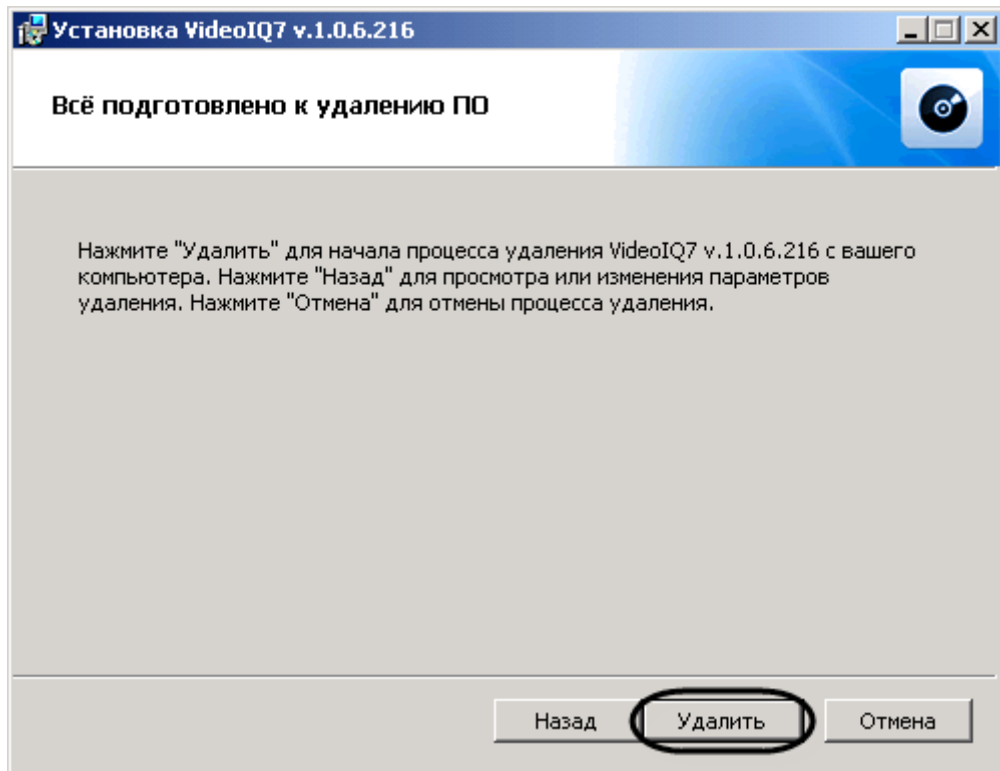 Установка VideoIQ7 v.1.0.6.216
Всё подготовлено к удалению ПО
Нажмите "Удалить" для начала процесса удаления VideoIQ7 v.1.0.6.216 с вашего
компьютера. Нажмите "Назад" для просмотра или изменения параметров
удаления. Нажмите "Отмена" для отмены процесса удаления.
Назад
Удалить
Отмена